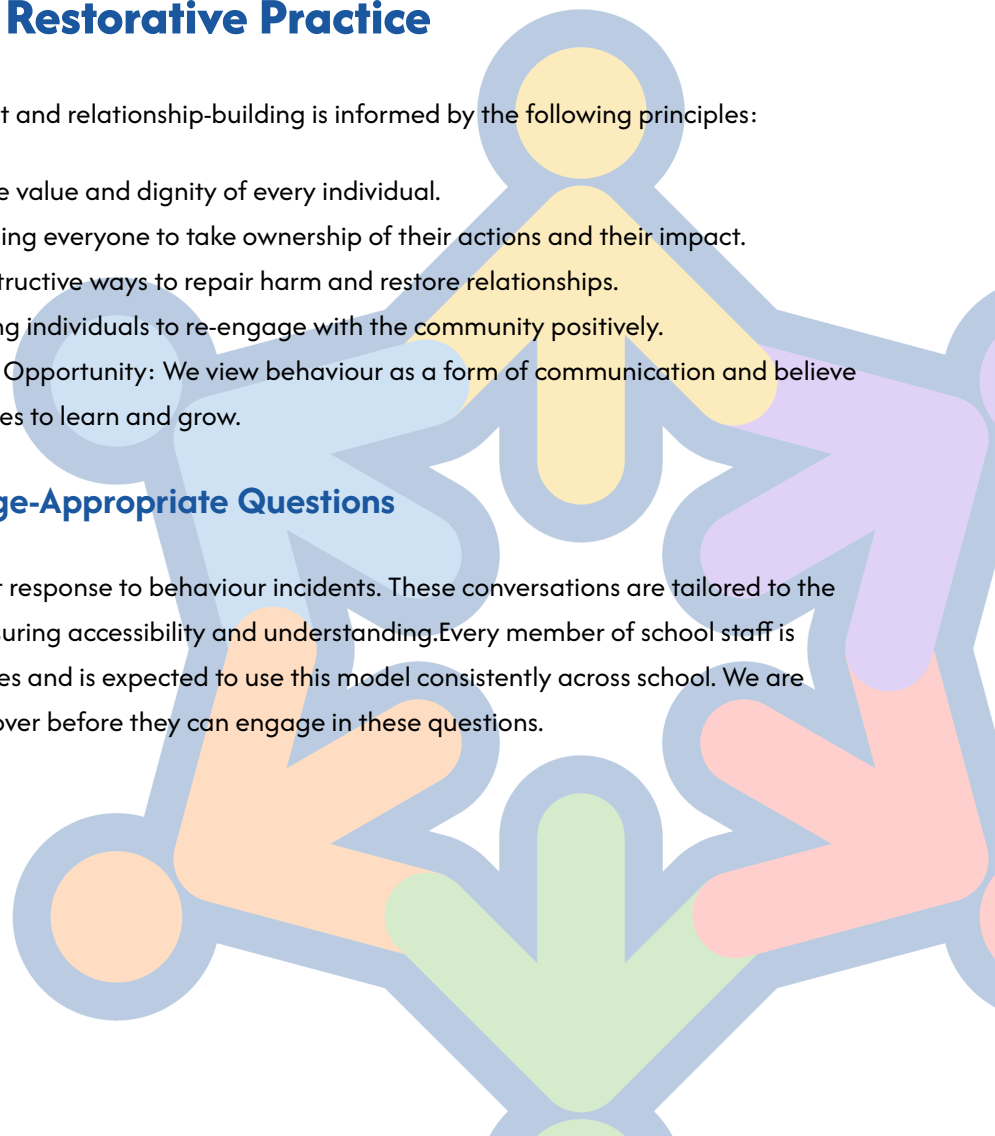 Restorative Practice
t and relationship-building is informed by the following principles:
e value and dignity of every individual.
ing everyone to take ownership of their actions and their impact.
tructive ways to repair harm and restore relationships.
ng individuals to re-engage with the community positively.
Opportunity: We view behaviour as a form of communication and believe
es to learn and grow.
ge-Appropriate Questions
r response to behaviour incidents. These conversations are tailored to the
suring accessibility and understanding.Every member of school staff is
es and is expected to use this model consistently across school. We are
over before they can engage in these questions.